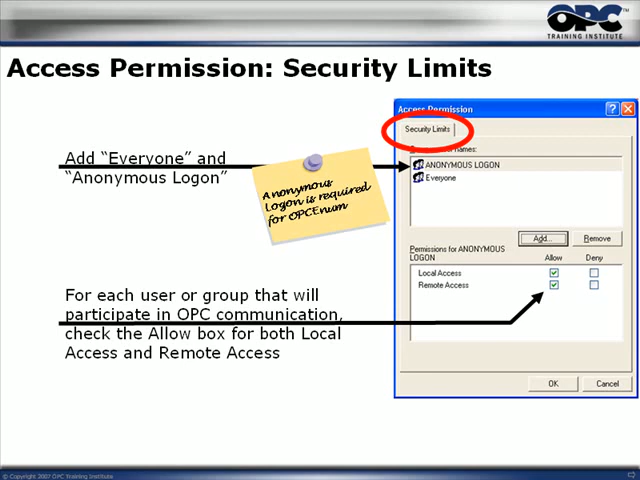 OPC
TRAINING INSTITUTE
Access Permission: Security Limits
Add “Everyone” and
“Anonymous Logon”
Anonymous
Logon is required
for OPCEnum
For each user or group that will
participate in OPC communication,
check the Allow box for both Local
Access and Remote Access
Access Permission
Security Limits
names:
ANONYMOUS LOGON
Everyone
Add...
Remove
Permissions for ANONYMOUS
LOGON
Allow
Deny
Local Access
Remote Access
OK
Cancel
© Copyright 2007 OPC Training Institute